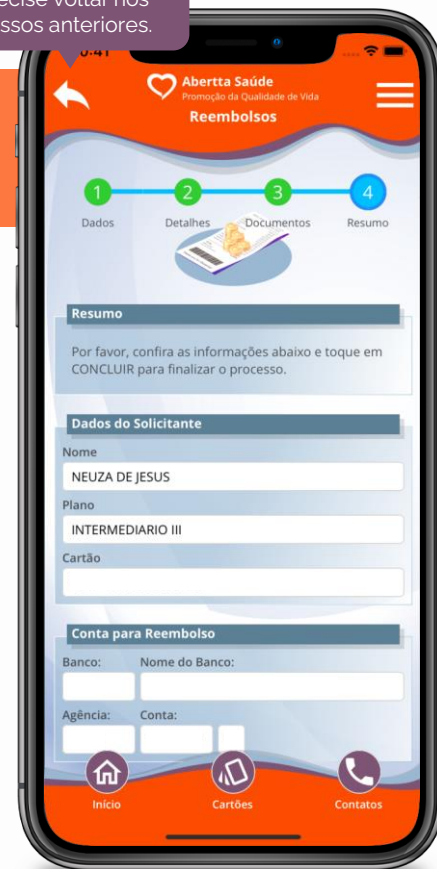 voltar nos
anteriores.
Abertta Saúde
Promoção da Qualidade de Vida
Reembolsos
1 2 3 4
Dados Detalhes Documentos Resumo
Resumo
Por favor, confira as informações abaixo e toque em
CONCLUIR para finalizar o processo.
Dados do Solicitante
Nome
NEUZA DE JESUS
Plano
INTERMEDIARIO III
Cartão
Conta para Reembolso
Banco: Nome do Banco:
Agência: Conta:
Início Cartões Contatos